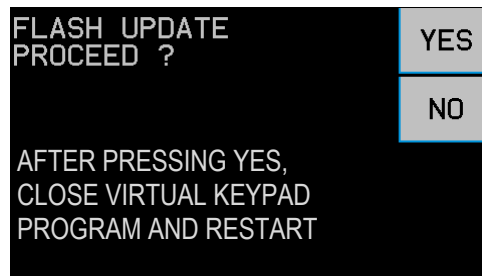 FLASH UPDATE
PROCEED ?
YES
NO
AFTER PRESSING YES,
CLOSE VIRTUAL KEYPAD
PROGRAM AND RESTART